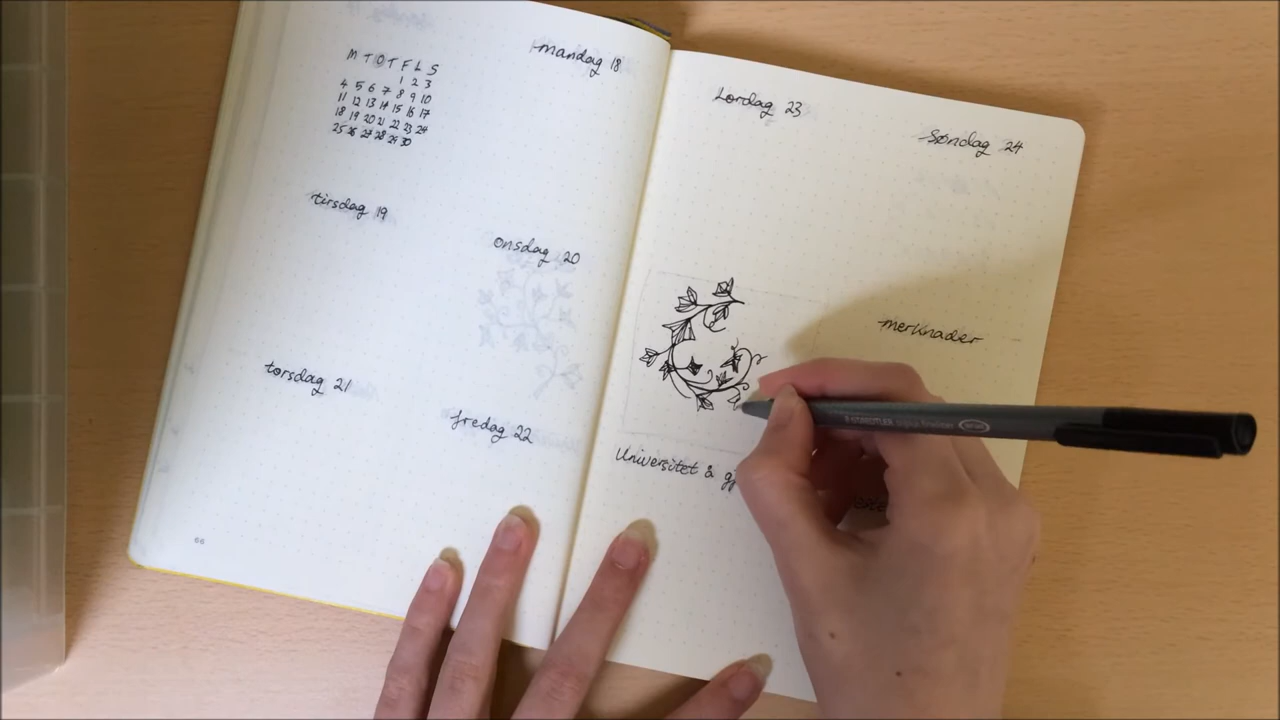 M T O T F L S
1 2 3
4 5 6 7 8 9 10
11 12 13 14 15 16 17
18 19 20 21 22 23 24
25 26 27 28 29 30
mandag 18
tirsdag 19
onsdag 20
torsdag 21
fredag 22
Lørdag 23
Søndag 24
merknader
Universitet å
STAEDTLER